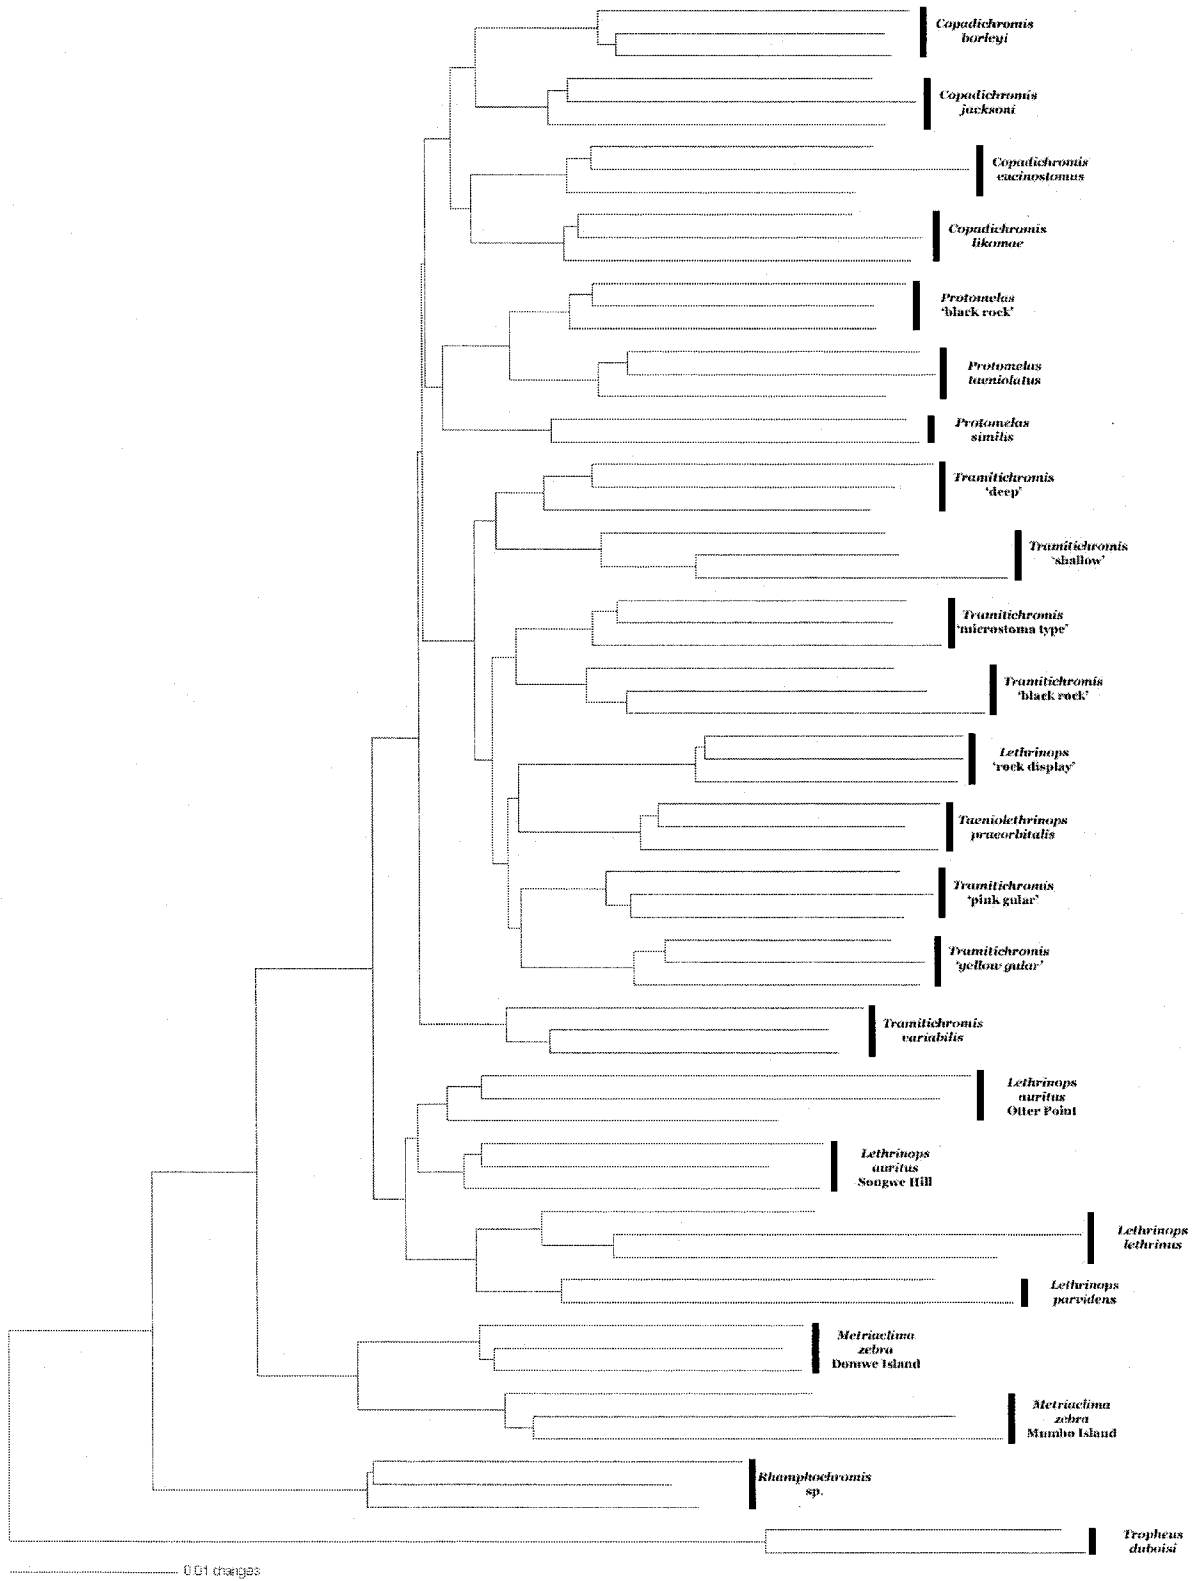 Copadichromis
borleyi
Copadichromis
jacksoni
Copadichromis
eucinostomus
Copadichromis
likomae
Protomelas
'black rock'
Protomelas
taeniolatus
Protomelas
similis
Tramitichromis
'deep'
Tramitichromis
'shallow'
Tramitichromis
'microstoma type'
Tramitichromis
'black rock'
Lethrinops
'rock display'
Taeniolethrinops
praeorbitalis
Tramitichromis
'pink gular'
Tramitichromis
'yellow gular'
Tramitichromis
variabilis
Lethrinops
auritus
Otter Point
Lethrinops
auritus
Songwe Hill
Lethrinops
lethrinus
Lethrinops
parvidens
Metriaclima
zebra
Domwe Island
Metriaclima
zebra
Mumbo Island
Rhamphochromis
sp.
Tropheus
duboisi
0.01 changes